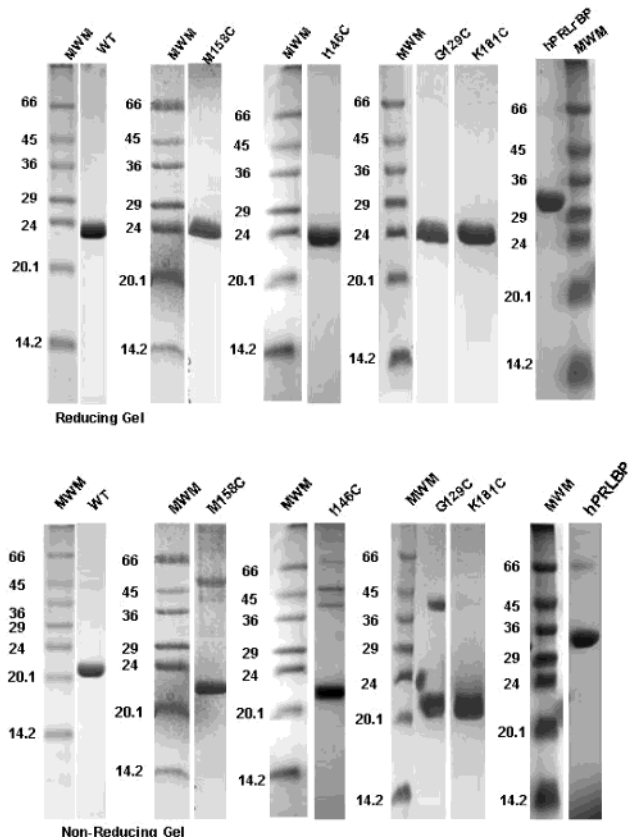 MWM WT MWM M158C MWM I146C MWM G129C K181C hPRLrBP MWM
66 66 66 66 66
45 45 45 45 45
36 36 36 36 36
29 29 29 29 29
24 24 24 24 24
20.1 20.1 20.1 20.1 20.1
14.2 14.2 14.2 14.2 14.2
Reducing Gel
MWM WT MWM M158C MWM I146C MWM G129C K181C MWM hPRLBP
66 66 66 66 66
45 45 45 45 45
36 36 36 36 36
29 29 29 29 29
24 24 24 24 24
20.1 20.1 20.1 20.1 20.1
14.2 14.2 14.2 14.2 14.2
Non-Reducing Gel